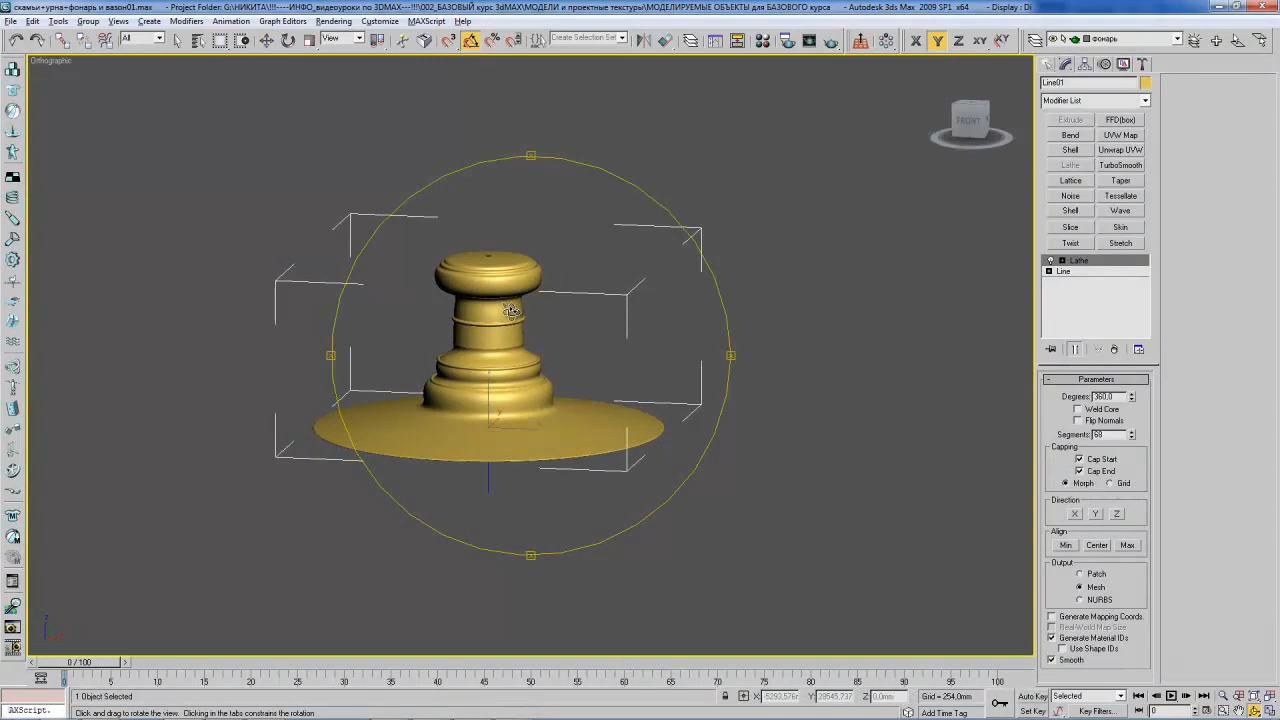 скамьи+урна+фонарь и вазон01.max - Project Folder: G:\НИКИТА\!!!----ИНФО_видеоуроки по 3DMAX---!!!\002_БАЗОВЫЙ курс 3dMAX\МОДЕЛИ и проектные текстуры\МОДЕЛИРУЕМЫЕ ОБЪЕКТЫ для БАЗОВОГО курса - Autodesk 3ds Max 2009 SP1 x64 - Display : Di
File Edit Tools Group Views Create Modifiers Animation Graph Editors Rendering Customize MAXScript Help
All View Create Selection Set X Y Z XY XY фонарь
Orthographic
FRONT
Line01
Modifier List
Extrude FFD(box)
Bend UVW Map
Shell Unwrap UVW
Lathe TurboSmooth
Lattice Taper
Noise Tessellate
Shell Wave
Slice Skin
Twist Stretch
Lathe
Line
Parameters
Degrees: 360,0
Weld Core
Flip Normals
Segments: 68
Capping
Cap Start
Cap End
Morph Grid
Direction
X Y Z
Align
Min Center Max
Output
Patch
Mesh
NURBS
Generate Mapping Coords.
Real-World Map Size
Generate Material IDs
Use Shape IDs
Smooth
0 / 100
0 5 10 15 20 25 30 35 40 45 50 55 60 65 70 75 80 85 90 95 100
1 Object Selected X: -5293,576m Y: 28545,737 Z: 0,0mm Grid = 254,0mm Auto Key Selected
AXScript. Click and drag to rotate the view. Clicking in the tabs constrains the rotation Add Time Tag Set Key Key Filters... 0